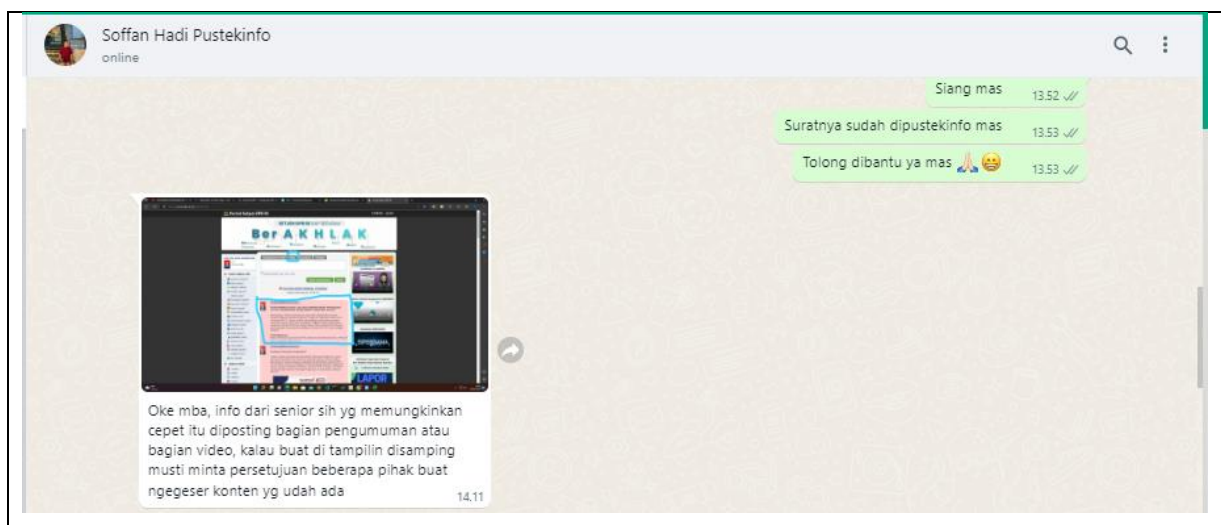 Soffan Hadi Pustekinfo
online
Siang mas 13.52
Suratnya sudah dipustekinfo mas 13.53
Tolong dibantu ya mas 🙏🏻😁 13.53
Ber AKHLAK
LAPOR
Oke mba, info dari senior sih yg memungkinkan
cepet itu diposting bagian pengumuman atau
bagian video, kalau buat di tampilin disamping
musti minta persetujuan beberapa pihak buat
ngegeser konten yg udah ada 14.11